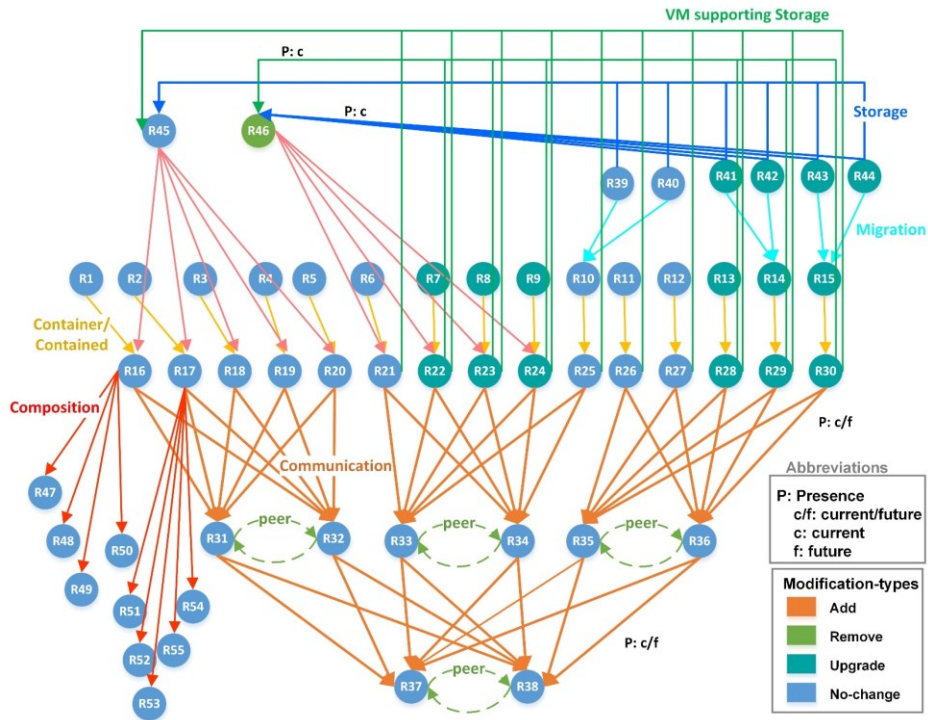 VM supporting Storage
P: c
P: c
Storage
R45
R46
R39
R40
R41
R42
R43
R44
Migration
R1
R2
R3
R4
R5
R6
R7
R8
R9
R10
R11
R12
R13
R14
R15
Container/
Contained
R16
R17
R18
R19
R20
R21
R22
R23
R24
R25
R26
R27
R28
R29
R30
Composition
P: c/f
Communication
R47
R48
R49
R50
R51
R52
R53
R54
R55
R31
peer
R32
R33
peer
R34
R35
peer
R36
P: c/f
R37
peer
R38
Abbreviations
P: Presence
c/f: current/future
c: current
f: future
Modification-types
Add
Remove
Upgrade
No-change